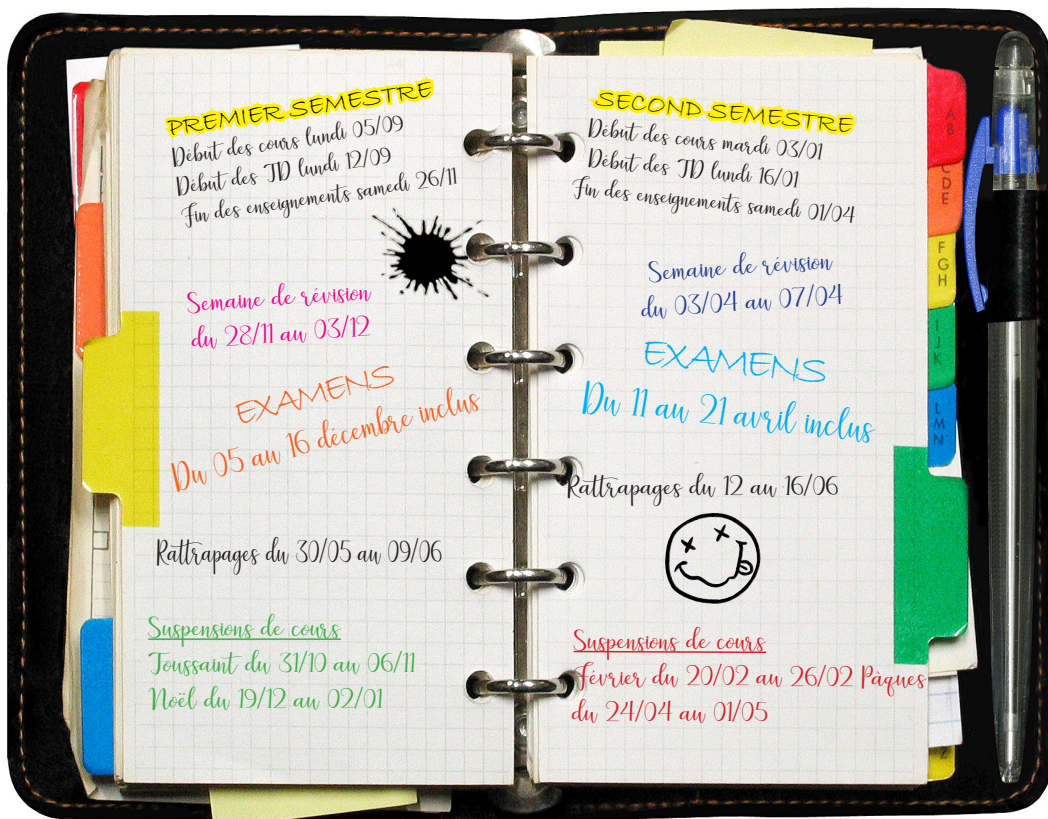 PREMIER SEMESTRE
Début des cours lundi 05/09
Début des TD lundi 12/09
Fin des enseignements samedi 26/11
Semaine de révision
du 28/11 au 03/12
EXAMENS
Du 05 au 16 décembre inclus
Rattrapages du 30/05 au 09/06
Suspensions de cours
Toussaint du 31/10 au 06/11
Noël du 19/12 au 02/01
SECOND SEMESTRE
Début des cours mardi 03/01
Début des TD lundi 16/01
Fin des enseignements samedi 01/04
Semaine de révision
du 03/04 au 07/04
EXAMENS
Du 11 au 21 avril inclus
Rattrapages du 12 au 16/06
Suspensions de cours
Février du 20/02 au 26/02 Pâques
du 24/04 au 01/05
A
B
C
D
E
F
G
H
I
J
K
L
M
N
Z